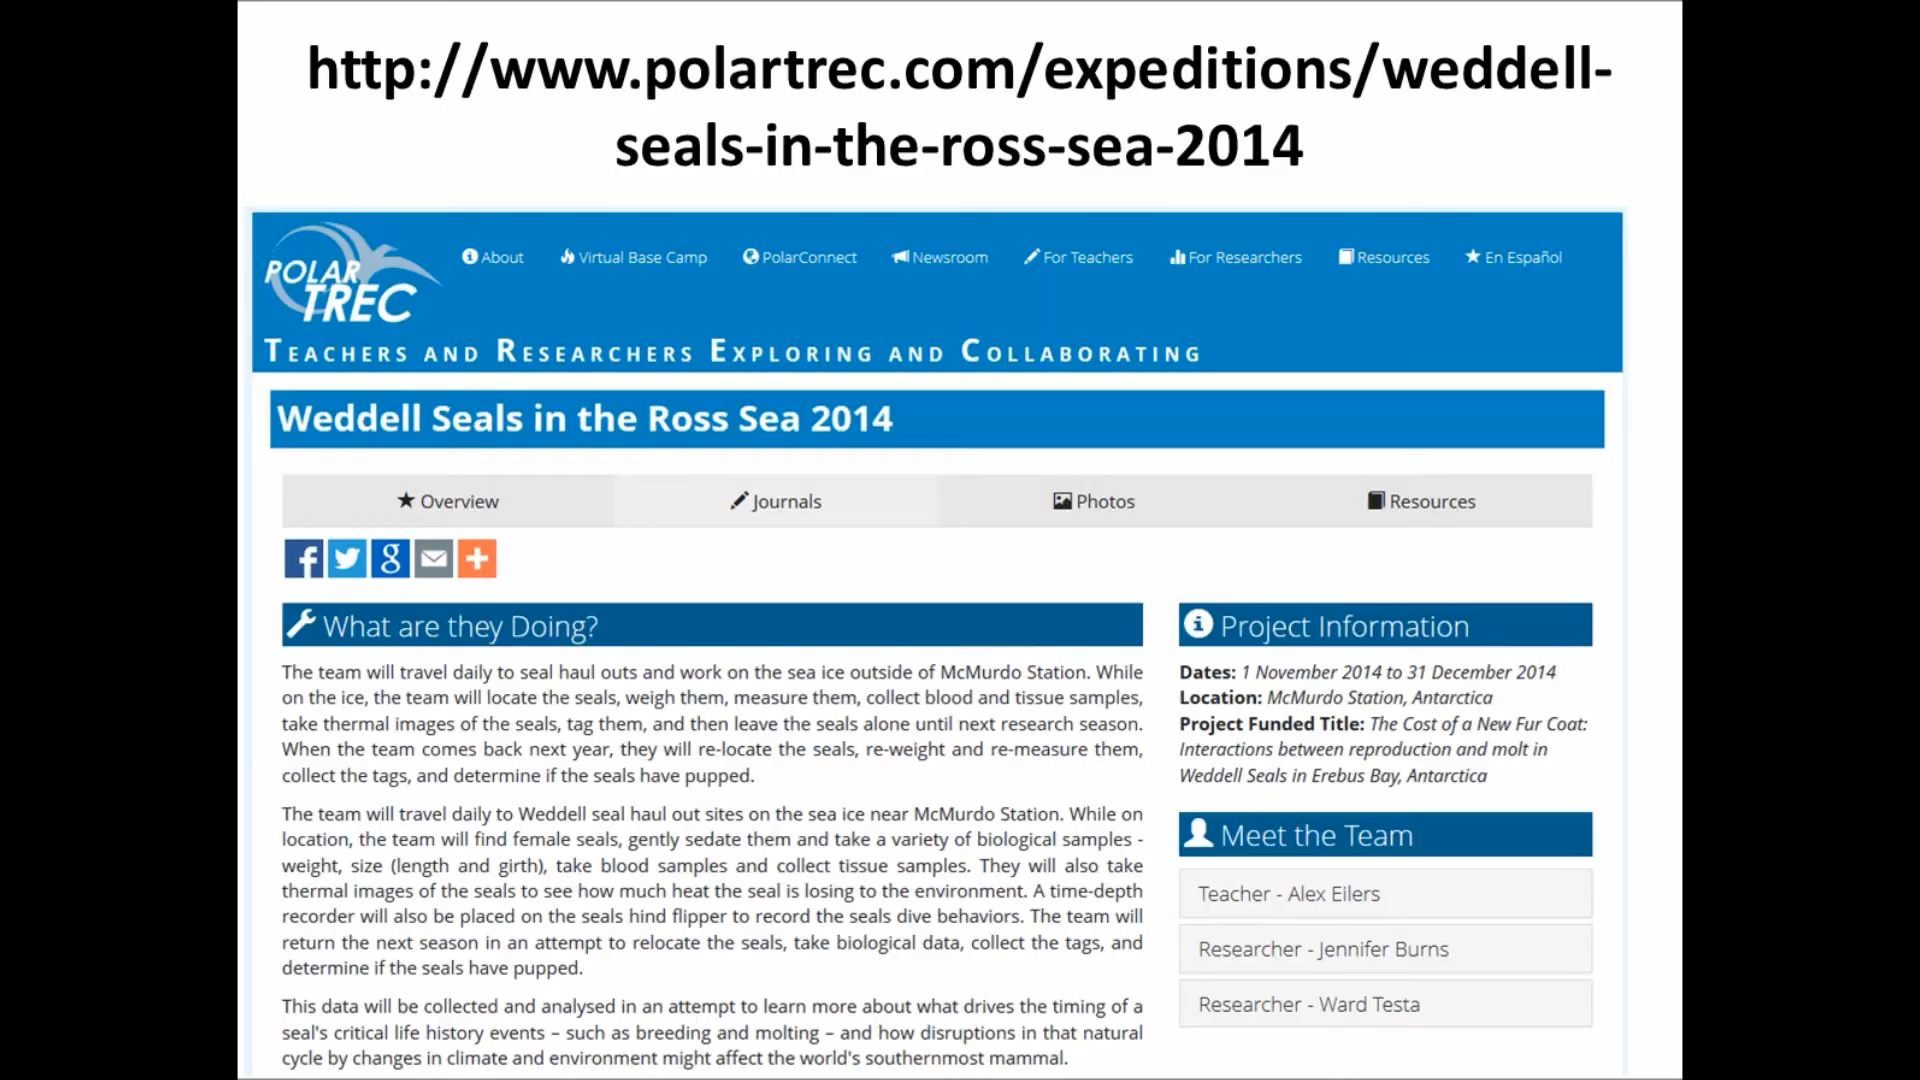 http://www.polartrec.com/expeditions/weddell-
seals-in-the-ross-sea-2014
POLAR
TREC
About
Virtual Base Camp
PolarConnect
Newsroom
For Teachers
For Researchers
Resources
En Español
Teachers and Researchers Exploring and Collaborating
Weddell Seals in the Ross Sea 2014
Overview
Journals
Photos
Resources
What are they Doing?
The team will travel daily to seal haul outs and work on the sea ice outside of McMurdo Station. While
on the ice, the team will locate the seals, weigh them, measure them, collect blood and tissue samples,
take thermal images of the seals, tag them, and then leave the seals alone until next research season.
When the team comes back next year, they will re-locate the seals, re-weight and re-measure them,
collect the tags, and determine if the seals have pupped.
The team will travel daily to Weddell seal haul out sites on the sea ice near McMurdo Station. While on
location, the team will find female seals, gently sedate them and take a variety of biological samples -
weight, size (length and girth), take blood samples and collect tissue samples. They will also take
thermal images of the seals to see how much heat the seal is losing to the environment. A time-depth
recorder will also be placed on the seals hind flipper to record the seals dive behaviors. The team will
return the next season in an attempt to relocate the seals, take biological data, collect the tags, and
determine if the seals have pupped.
This data will be collected and analysed in an attempt to learn more about what drives the timing of a
seal's critical life history events – such as breeding and molting – and how disruptions in that natural
cycle by changes in climate and environment might affect the world's southernmost mammal.
Project Information
Dates: 1 November 2014 to 31 December 2014
Location: McMurdo Station, Antarctica
Project Funded Title: The Cost of a New Fur Coat:
Interactions between reproduction and molt in
Weddell Seals in Erebus Bay, Antarctica
Meet the Team
Teacher - Alex Eilers
Researcher - Jennifer Burns
Researcher - Ward Testa